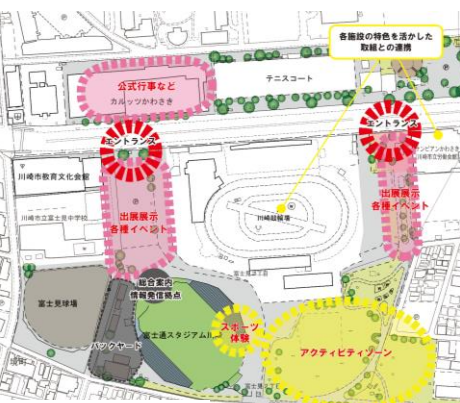 各施設の特色を活かした
取組との連携
公式行事など
カルッツかわさき
テニスコート
エントランス
エントランス
川崎市教育文化会館
川崎市立富士見中学校
出展展示
各種イベント
川崎競輪場
出展展示
各種イベント
総合案内
情報発信拠点
富士見球場
富士通スタジアム川
スポーツ
体験
バックヤード
アクティビティゾーン